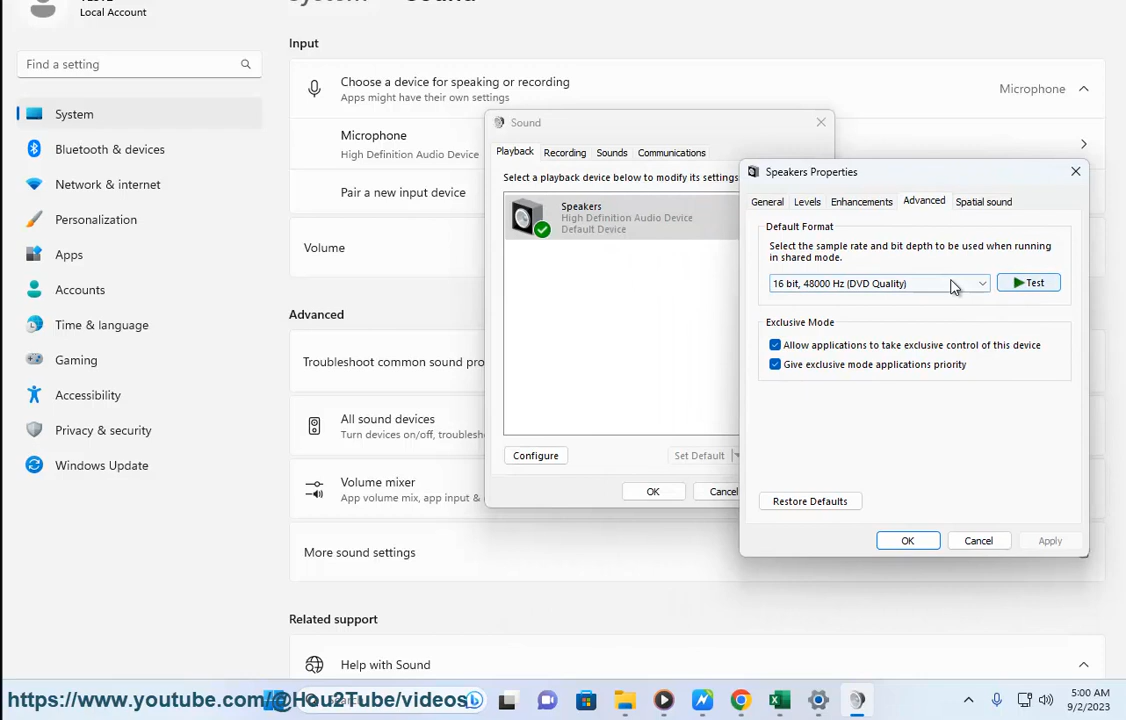 Local Account
Find a setting
System
Bluetooth & devices
Network & internet
Personalization
Apps
Accounts
Time & language
Gaming
Accessibility
Privacy & security
Windows Update
Input
Choose a device for speaking or recording
Apps might have their own settings
Microphone
Microphone
High Definition Audio Device
Pair a new input device
Volume
Advanced
Troubleshoot common sound pro
All sound devices
Turn devices on/off, troublesh
Volume mixer
App volume mix, app input &
More sound settings
Related support
Help with Sound
Sound
Playback
Recording
Sounds
Communications
Select a playback device below to modify its settings
Speakers
High Definition Audio Device
Default Device
Configure
Set Default
OK
Cancel
Speakers Properties
General
Levels
Enhancements
Advanced
Spatial sound
Default Format
Select the sample rate and bit depth to be used when running
in shared mode.
16 bit, 48000 Hz (DVD Quality)
Test
Exclusive Mode
Allow applications to take exclusive control of this device
Give exclusive mode applications priority
Restore Defaults
OK
Cancel
Apply
https://www.youtube.com/@Hou2Tube/videos
5:00 AM
9/2/2023